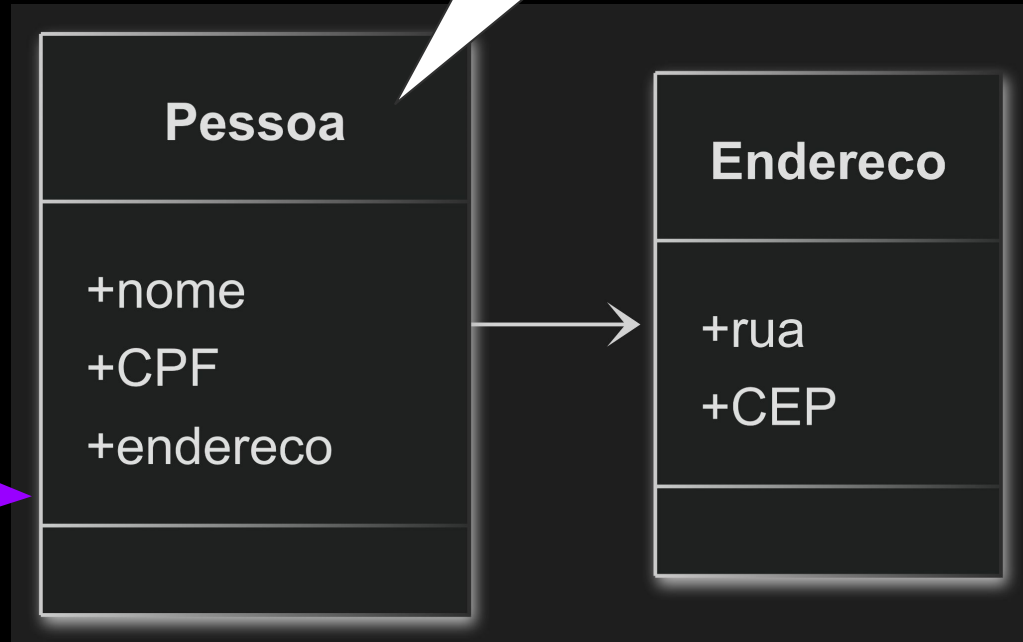 Pessoa
+nome
+CPF
+endereco
Endereco
+rua
+CEP